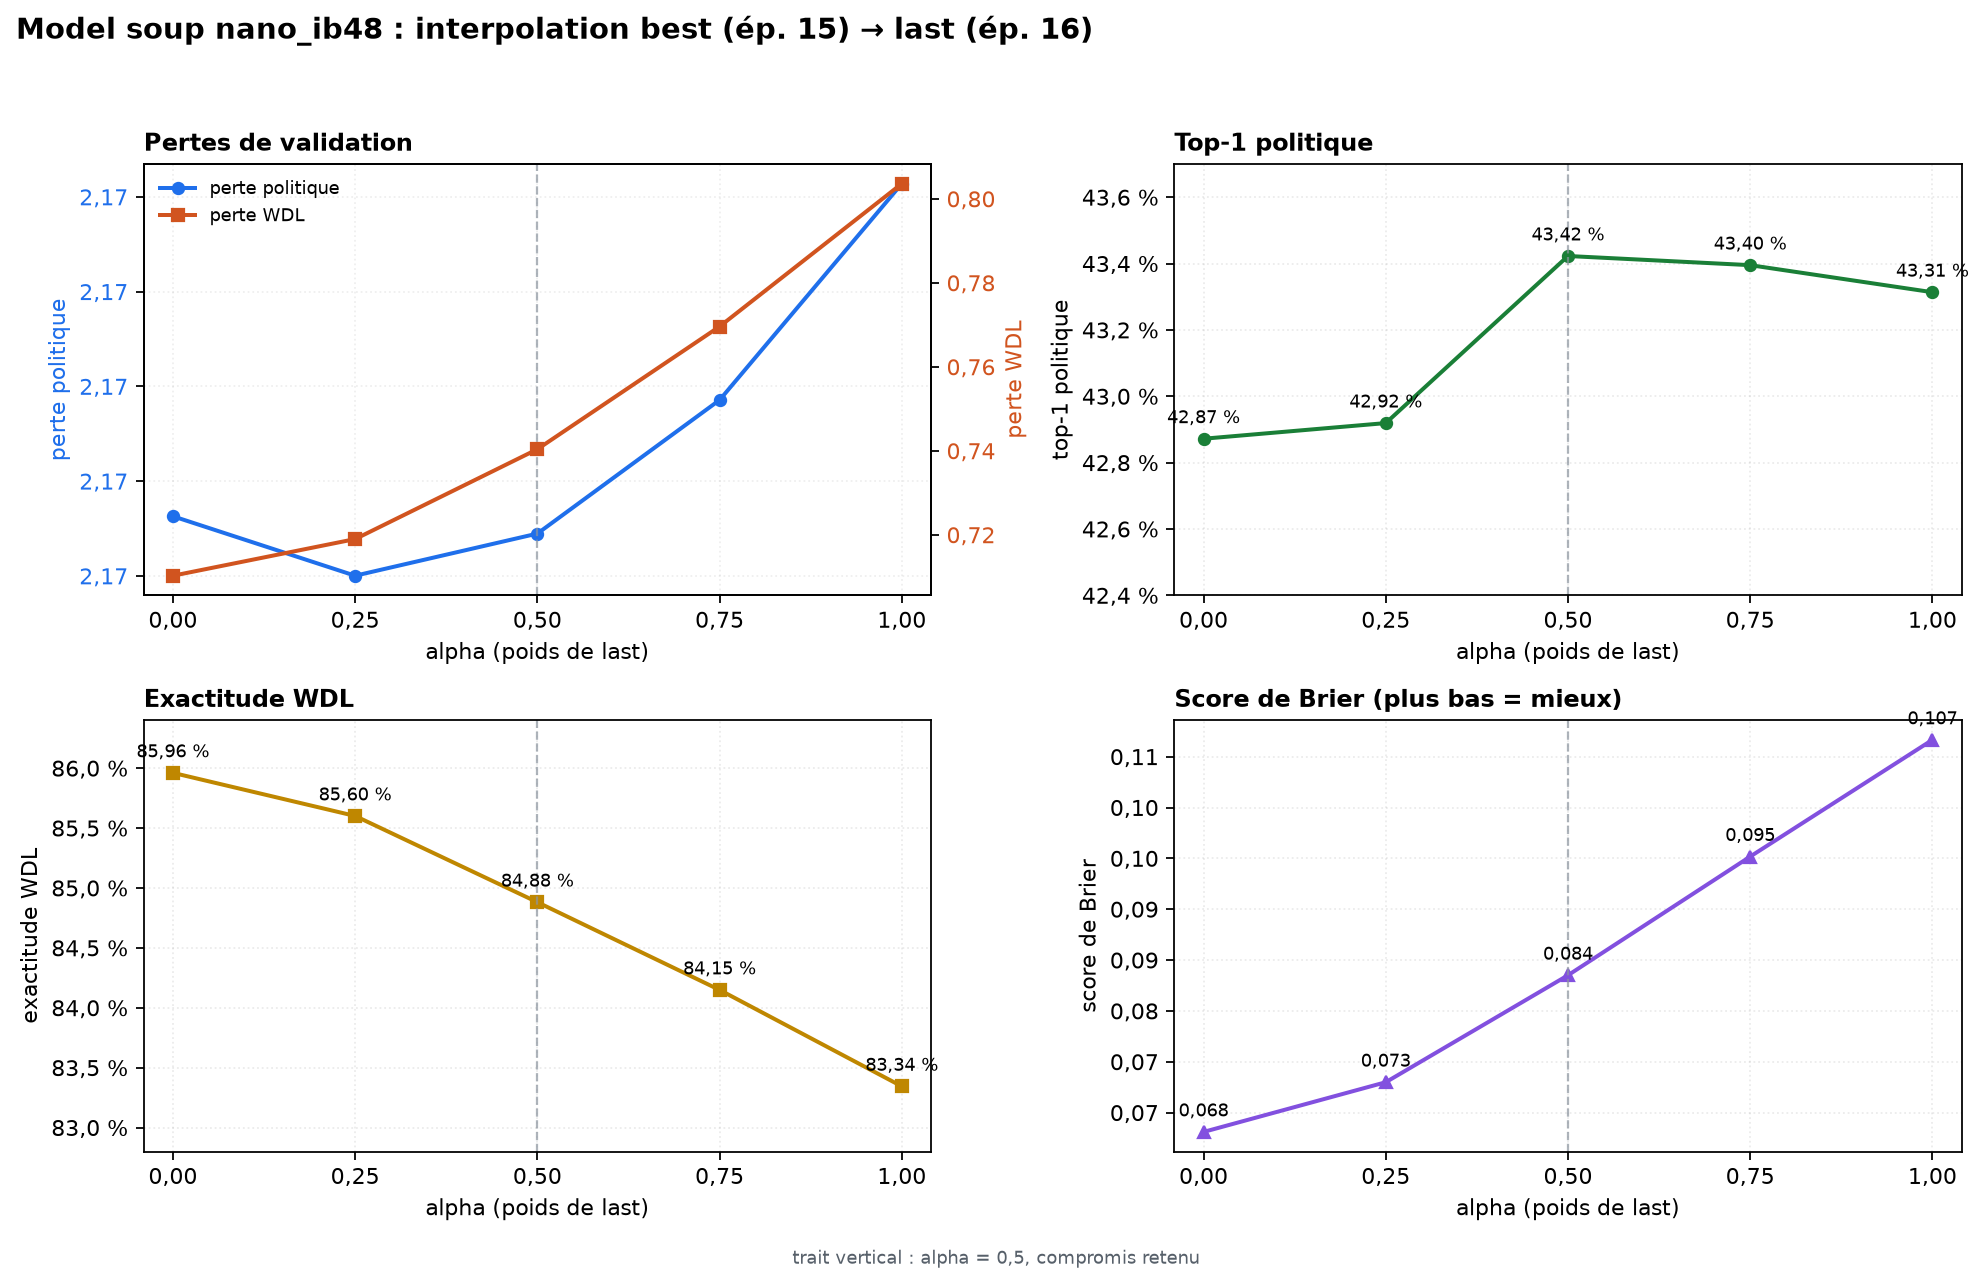 Model soup nano_ib48 : interpolation best (ép. 15) → last (ép. 16)
Pertes de validation
perte politique
perte WDL
2,17
2,17
2,17
2,17
2,17
perte politique
0,80
0,78
0,76
0,74
0,72
perte WDL
0,00 0,25 0,50 0,75 1,00
alpha (poids de last)
Top-1 politique
43,6 %
43,4 %
43,2 %
43,0 %
42,8 %
42,6 %
42,4 %
top-1 politique
42,87 %
42,92 %
43,42 %
43,40 %
43,31 %
0,00 0,25 0,50 0,75 1,00
alpha (poids de last)
Exactitude WDL
86,0 %
85,5 %
85,0 %
84,5 %
84,0 %
83,5 %
83,0 %
exactitude WDL
85,96 %
85,60 %
84,88 %
84,15 %
83,34 %
0,00 0,25 0,50 0,75 1,00
alpha (poids de last)
Score de Brier (plus bas = mieux)
0,11
0,10
0,10
0,09
0,09
0,08
0,07
0,07
score de Brier
0,068
0,073
0,084
0,095
0,107
0,00 0,25 0,50 0,75 1,00
alpha (poids de last)
trait vertical : alpha = 0,5, compromis retenu